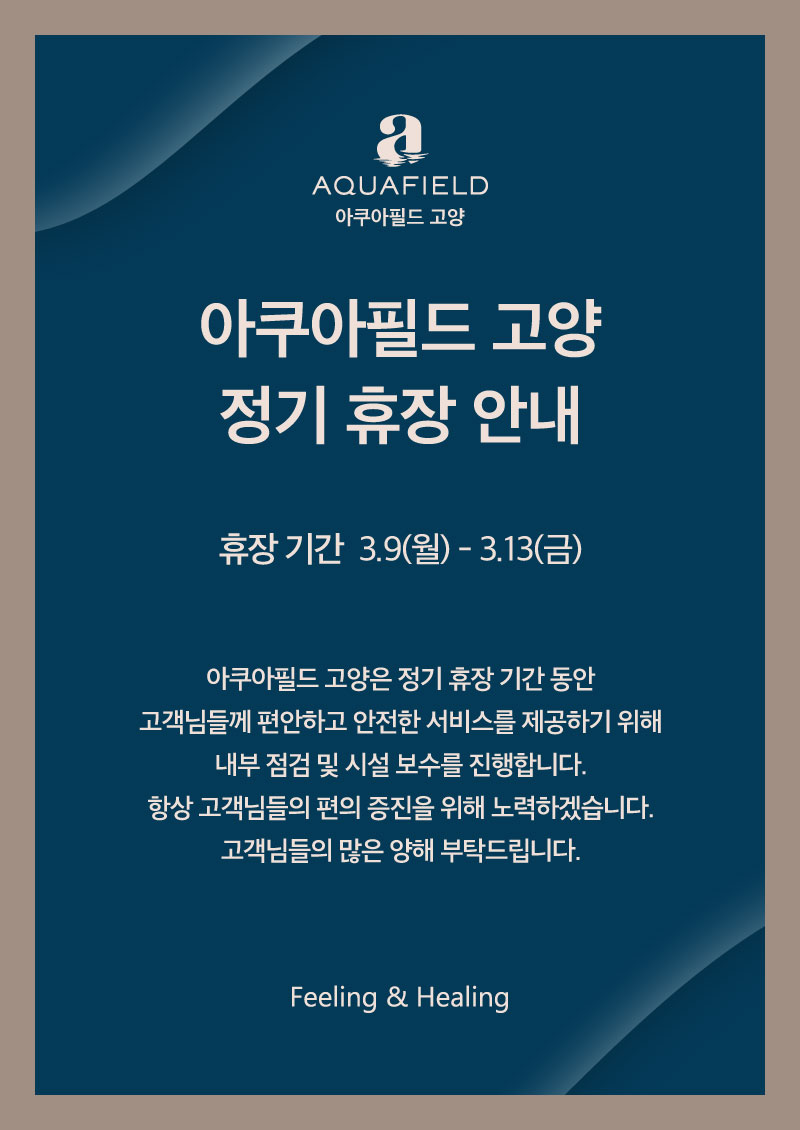 a
AQUAFIELD
아쿠아필드 고양
아쿠아필드 고양
정기 휴장 안내
휴장 기간 3.9(월) - 3.13(금)
아쿠아필드 고양은 정기 휴장 기간 동안
고객님들께 편안하고 안전한 서비스를 제공하기 위해
내부 점검 및 시설 보수를 진행합니다.
항상 고객님들의 편의 증진을 위해 노력하겠습니다.
고객님들의 많은 양해 부탁드립니다.
Feeling & Healing